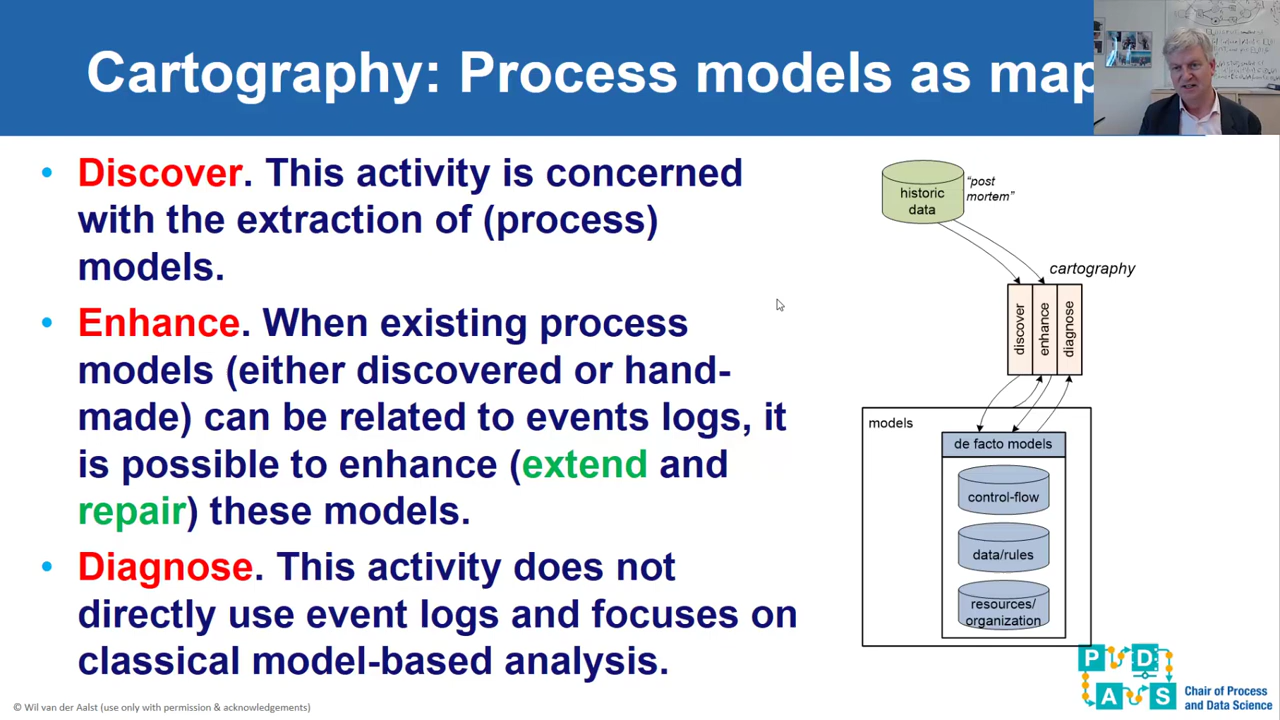 Cartography: Process models as map
• Discover. This activity is concerned
with the extraction of (process)
models.
• Enhance. When existing process
models (either discovered or hand-
made) can be related to events logs, it
is possible to enhance (extend and
repair) these models.
• Diagnose. This activity does not
directly use event logs and focuses on
classical model-based analysis.
historic
data
“post
mortem”
cartography
discover
enhance
diagnose
models
de facto models
control-flow
data/rules
resources/
organization
P D
A S
Chair of Process
and Data Science
© Wil van der Aalst (use only with permission & acknowledgements)